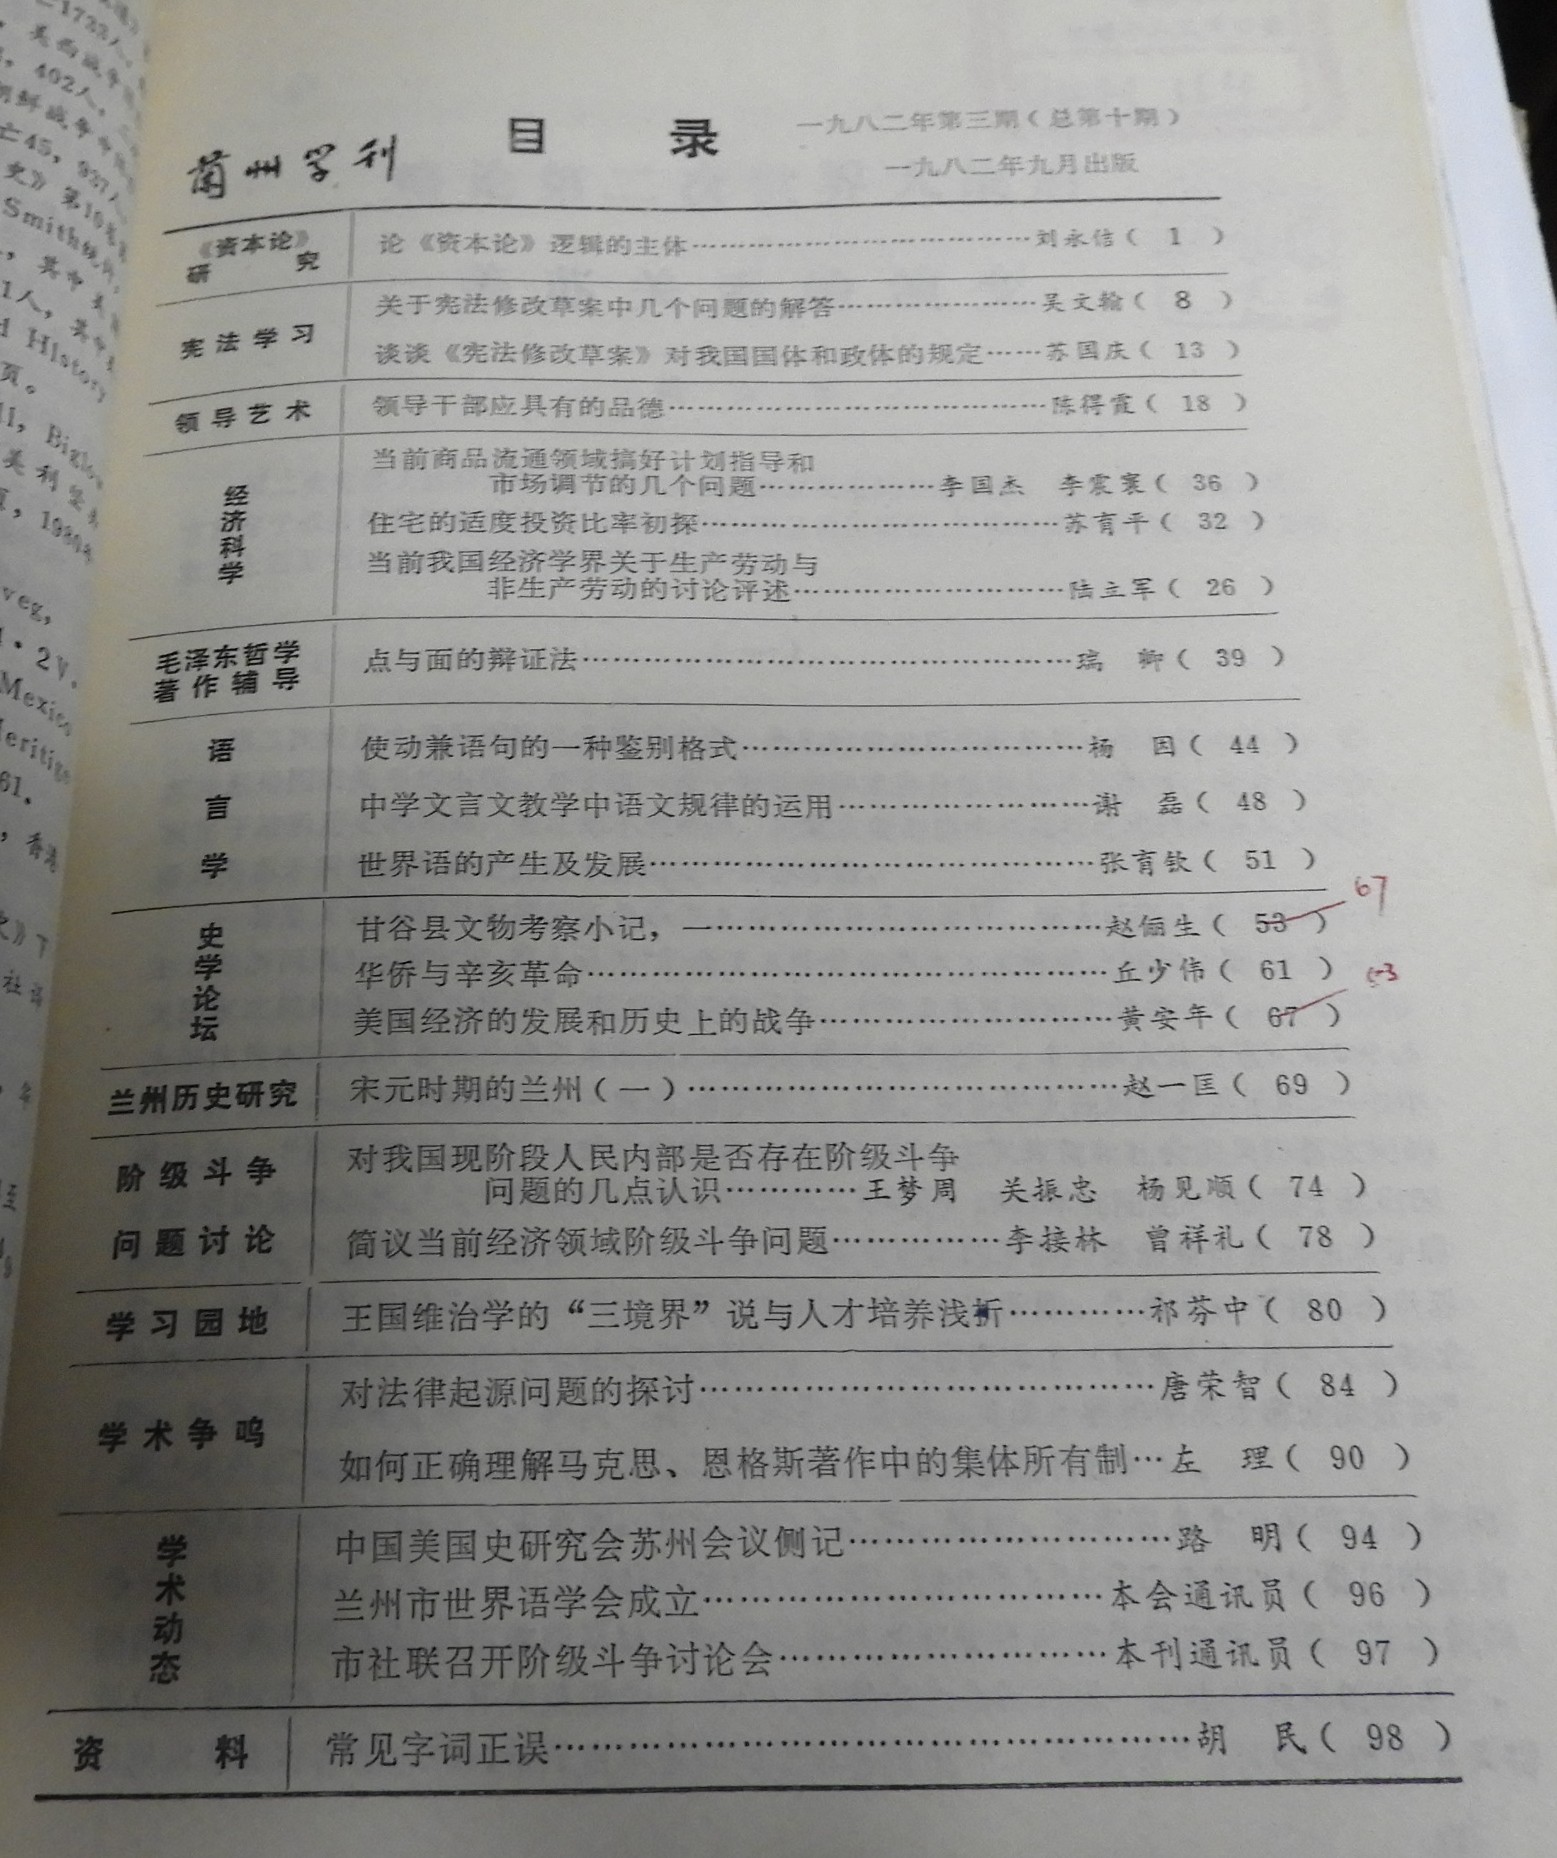 兰州学刊 目 录 一九八二年第三期（总第十期）
一九八二年九月出版
《资本论》
研 究
论《资本论》逻辑的主体……………………………刘永佶（ 1 ）
宪法学习
关于宪法修改草案中几个问题的解答…………………吴文翰（ 8 ）
谈谈《宪法修改草案》对我国国体和政体的规定……苏国庆（ 13 ）
领导艺术
领导干部应具有的品德…………………………………陈得霞（ 18 ）
经济科学
当前商品流通领域搞好计划指导和
市场调节的几个问题………………李国杰 李震寰（ 36 ）
住宅的适度投资比率初探………………………………苏育平（ 32 ）
当前我国经济学界关于生产劳动与
非生产劳动的讨论评述………………………陆立军（ 26 ）
毛泽东哲学
著作辅导
点与面的辩证法…………………………………………瑞 卿（ 39 ）
语言学
使动兼语句的一种鉴别格式……………………………杨 因（ 44 ）
中学文言文教学中语文规律的运用……………………谢 磊（ 48 ）
世界语的产生及发展……………………………………张育钦（ 51 ）
史学论坛
甘谷县文物考察小记，一………………………………赵俪生（ 53 ） 67
华侨与辛亥革命…………………………………………丘少伟（ 61 ）
美国经济的发展和历史上的战争………………………黄安年（ 67 ）
兰州历史研究
宋元时期的兰州（一）…………………………………赵一匡（ 69 ）
阶级斗争
问题讨论
对我国现阶段人民内部是否存在阶级斗争
问题的几点认识…………王梦周 关振忠 杨见顺（ 74 ）
简议当前经济领域阶级斗争问题……………李接林 曾祥礼（ 78 ）
学习园地
王国维治学的“三境界”说与人才培养浅析…………祁芬中（ 80 ）
学术争鸣
对法律起源问题的探讨…………………………………唐荣智（ 84 ）
如何正确理解马克思、恩格斯著作中的集体所有制…左 理（ 90 ）
学术动态
中国美国史研究会苏州会议侧记………………………路 明（ 94 ）
兰州市世界语学会成立……………………………本会通讯员（ 96 ）
市社联召开阶级斗争讨论会………………………本刊通讯员（ 97 ）
资 料
常见字词正误……………………………………………胡 民（ 98 ）